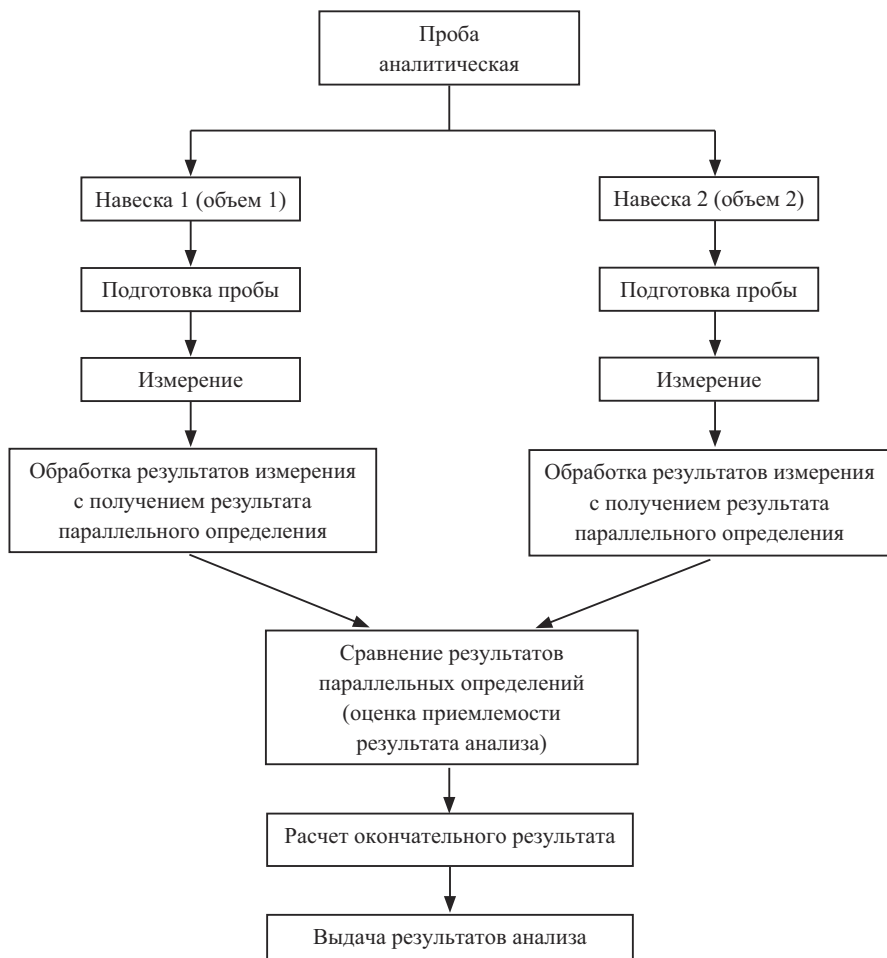 Проба
аналитическая
Навеска 1 (объем 1)
Навеска 2 (объем 2)
Подготовка пробы
Подготовка пробы
Измерение
Измерение
Обработка результатов измерения
с получением результата
параллельного определения
Обработка результатов измерения
с получением результата
параллельного определения
Сравнение результатов
параллельных определений
(оценка приемлемости
результата анализа)
Расчет окончательного результата
Выдача результатов анализа